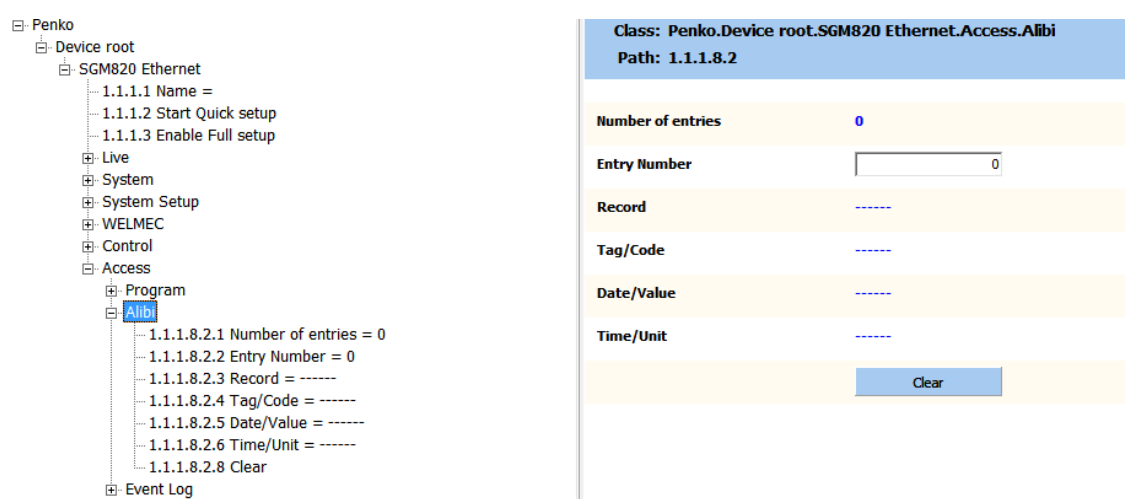 Penko
Device root
SGM820 Ethernet
1.1.1.1 Name =
1.1.1.2 Start Quick setup
1.1.1.3 Enable Full setup
Live
System
System Setup
WELMEC
Control
Access
Program
Alibi
1.1.1.8.2.1 Number of entries = 0
1.1.1.8.2.2 Entry Number = 0
1.1.1.8.2.3 Record = ------
1.1.1.8.2.4 Tag/Code = ------
1.1.1.8.2.5 Date/Value = ------
1.1.1.8.2.6 Time/Unit = ------
1.1.1.8.2.8 Clear
Event Log
Class: Penko.Device root.SGM820 Ethernet.Access.Alibi
Path: 1.1.1.8.2
Number of entries 0
Entry Number 0
Record ------
Tag/Code ------
Date/Value ------
Time/Unit ------
Clear